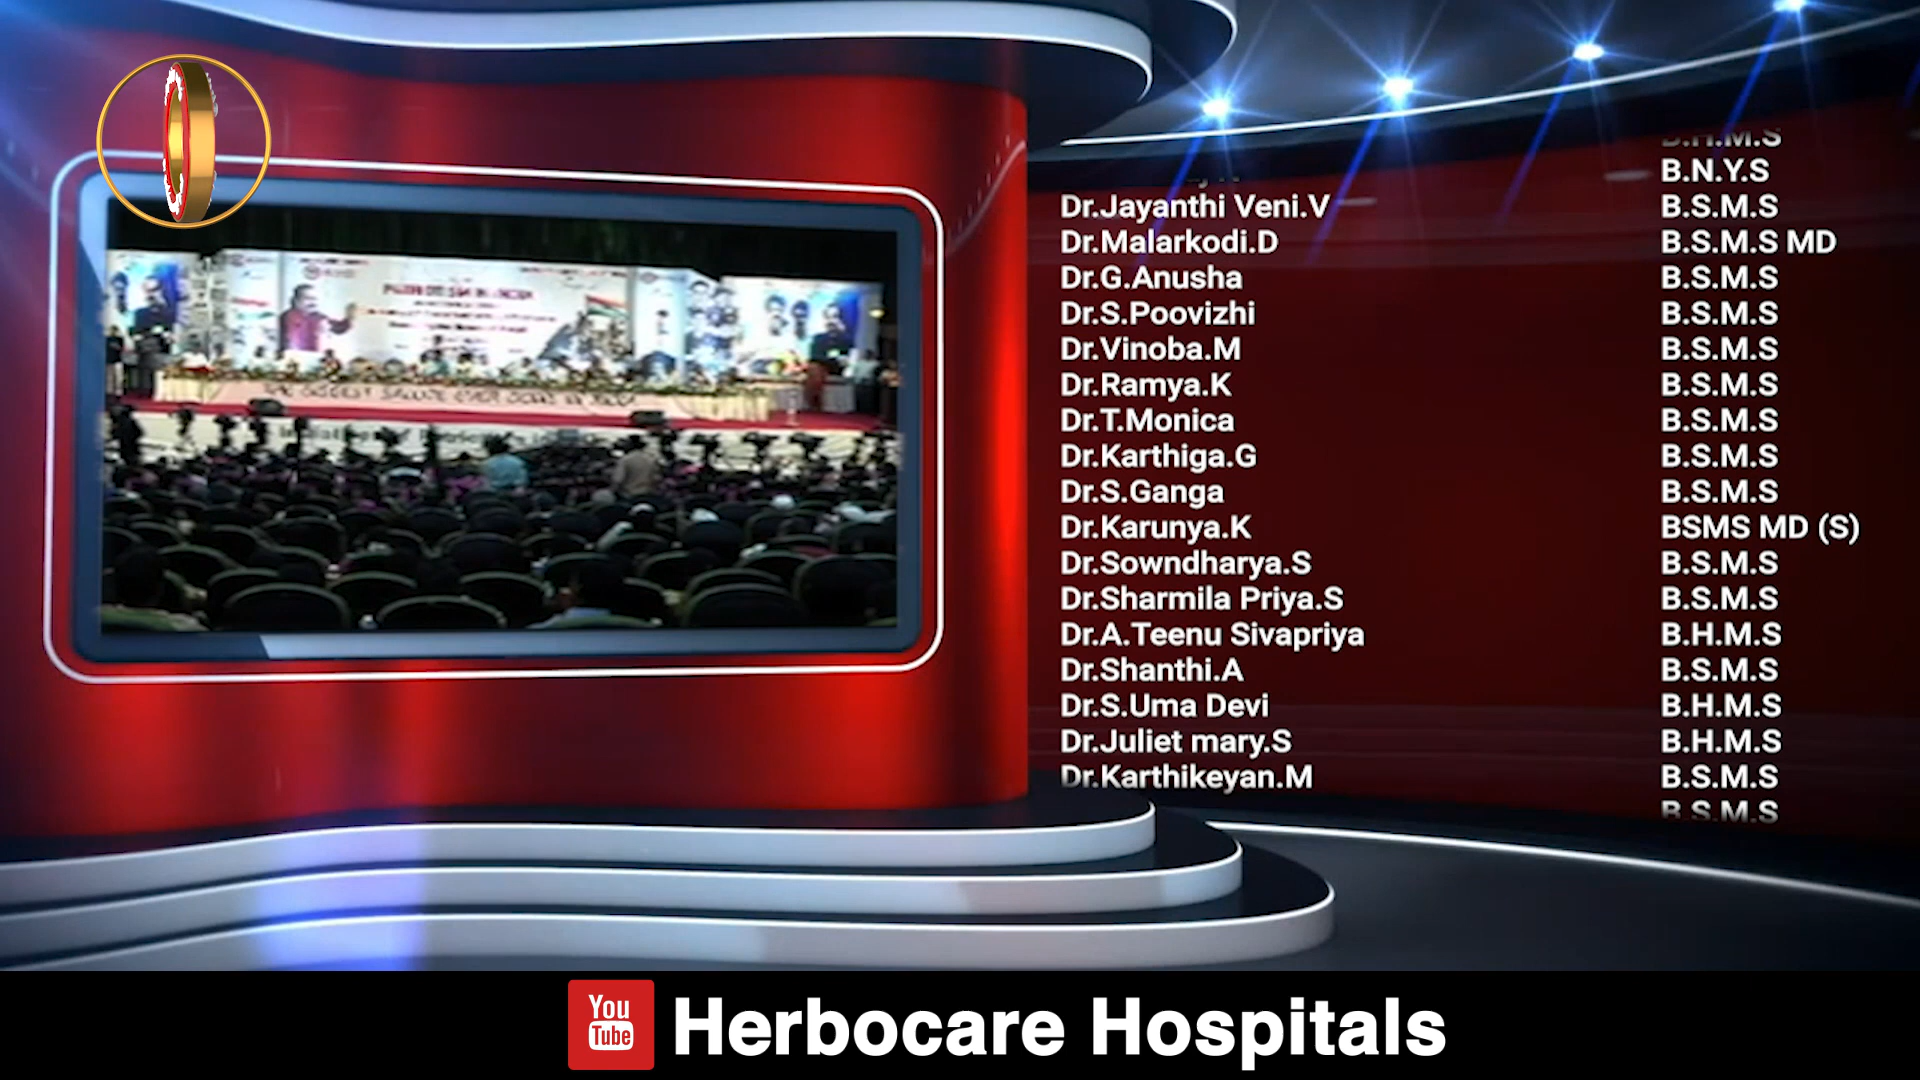 B.H.M.S
B.N.Y.S
Dr.Jayanthi Veni.V B.S.M.S
Dr.Malarkodi.D B.S.M.S MD
Dr.G.Anusha B.S.M.S
Dr.S.Poovizhi B.S.M.S
Dr.Vinoba.M B.S.M.S
Dr.Ramya.K B.S.M.S
Dr.T.Monica B.S.M.S
Dr.Karthiga.G B.S.M.S
Dr.S.Ganga B.S.M.S
Dr.Karunya.K BSMS MD (S)
Dr.Sowndharya.S B.S.M.S
Dr.Sharmila Priya.S B.S.M.S
Dr.A.Teenu Sivapriya B.H.M.S
Dr.Shanthi.A B.S.M.S
Dr.S.Uma Devi B.H.M.S
Dr.Juliet mary.S B.H.M.S
Dr.Karthikeyan.M B.S.M.S
B.S.M.S
You
Tube
Herbocare Hospitals